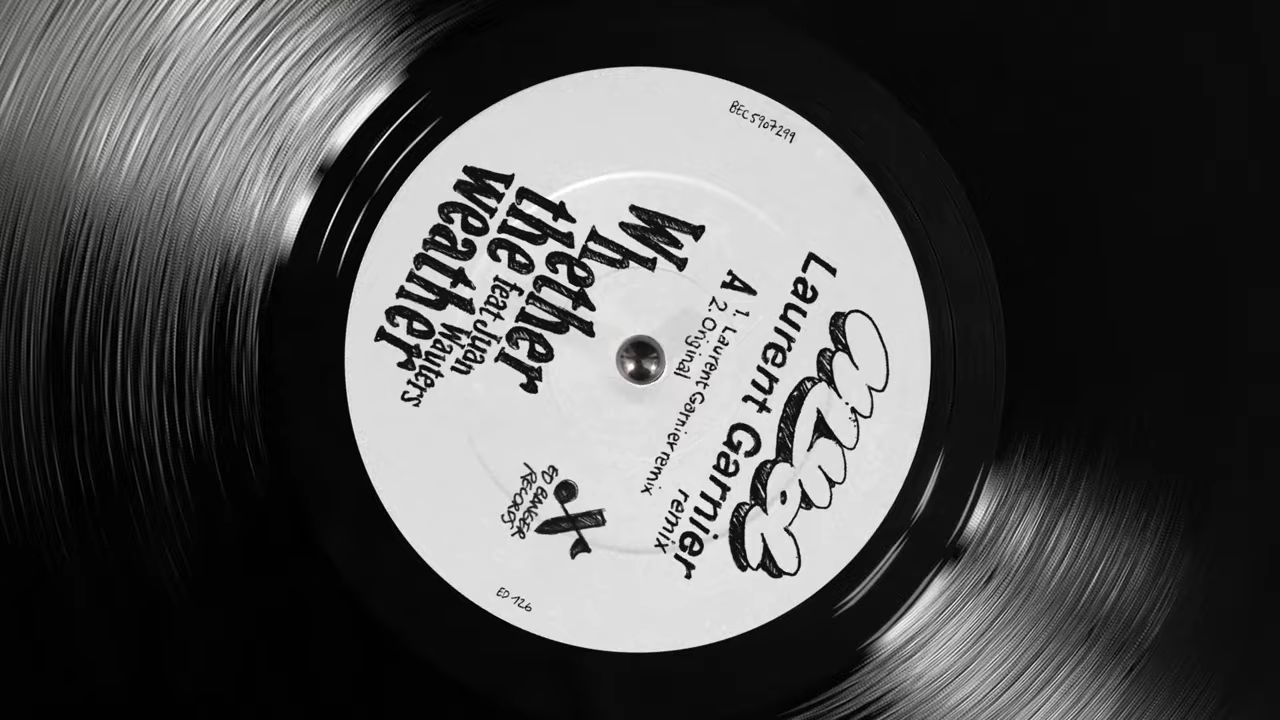 Laurent Garnier
remix
A 1. Laurent Garnier remix
2. Original
Whether
the feat Juan
Wauters
weather
ED BANGER
RECORDS
BEC5907299
ED 126